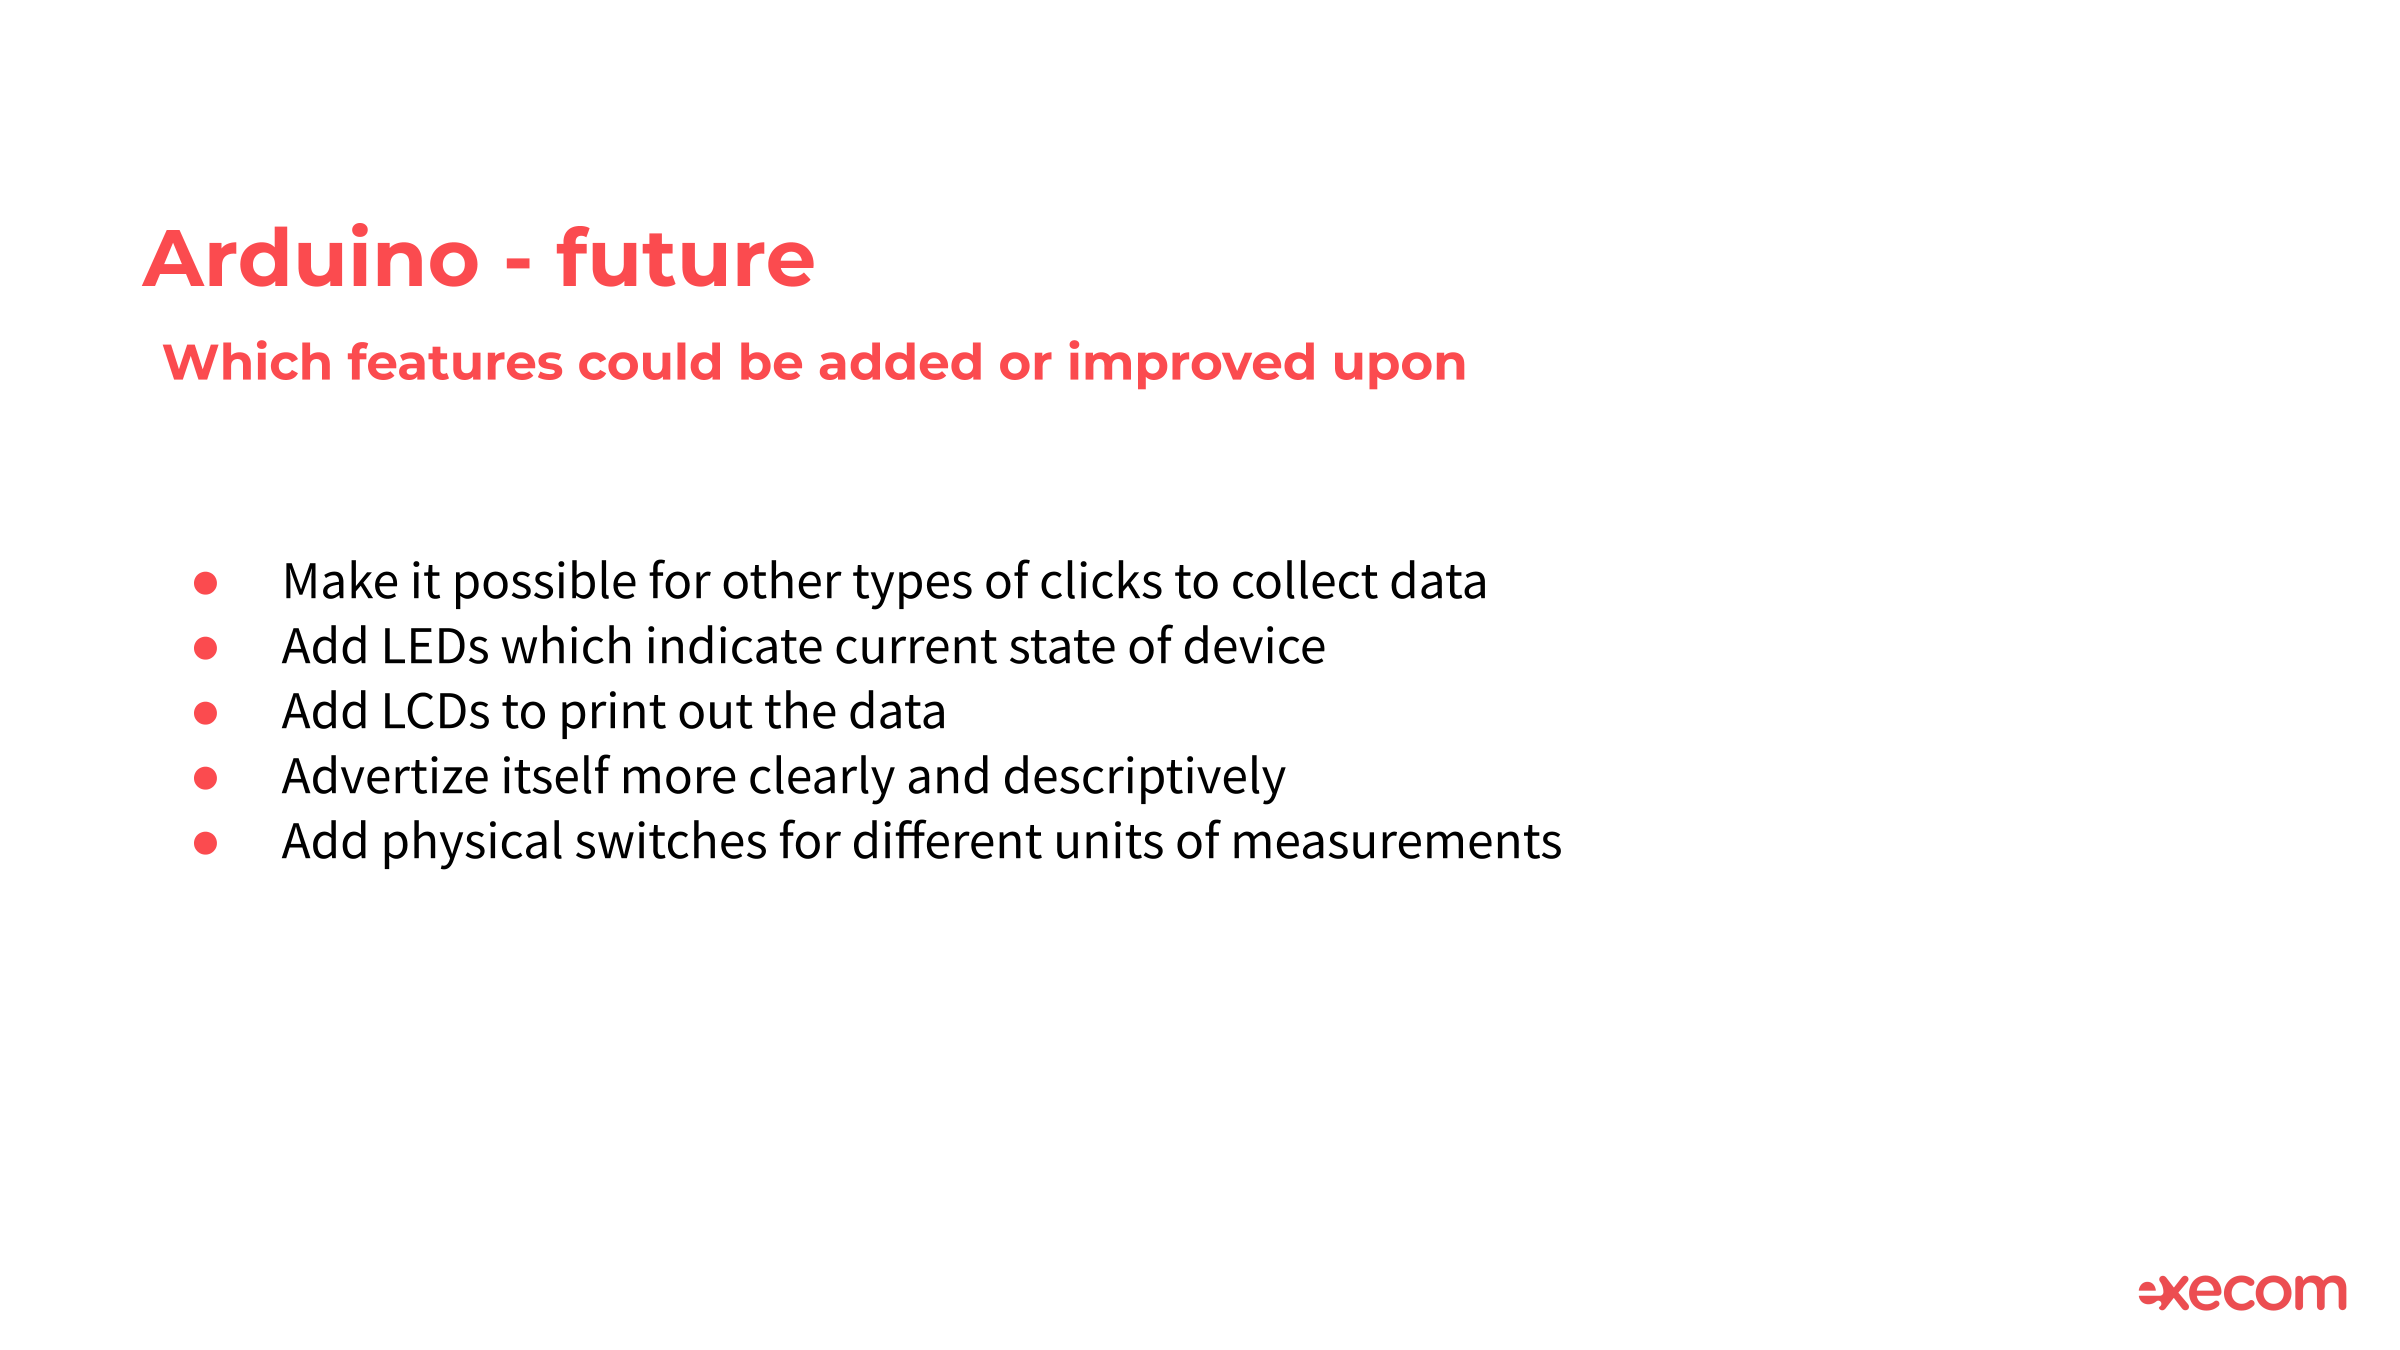 Arduino - future
Which features could be added or improved upon
● Make it possible for other types of clicks to collect data
● Add LEDs which indicate current state of device
● Add LCDs to print out the data
● Advertize itself more clearly and descriptively
● Add physical switches for different units of measurements
execom